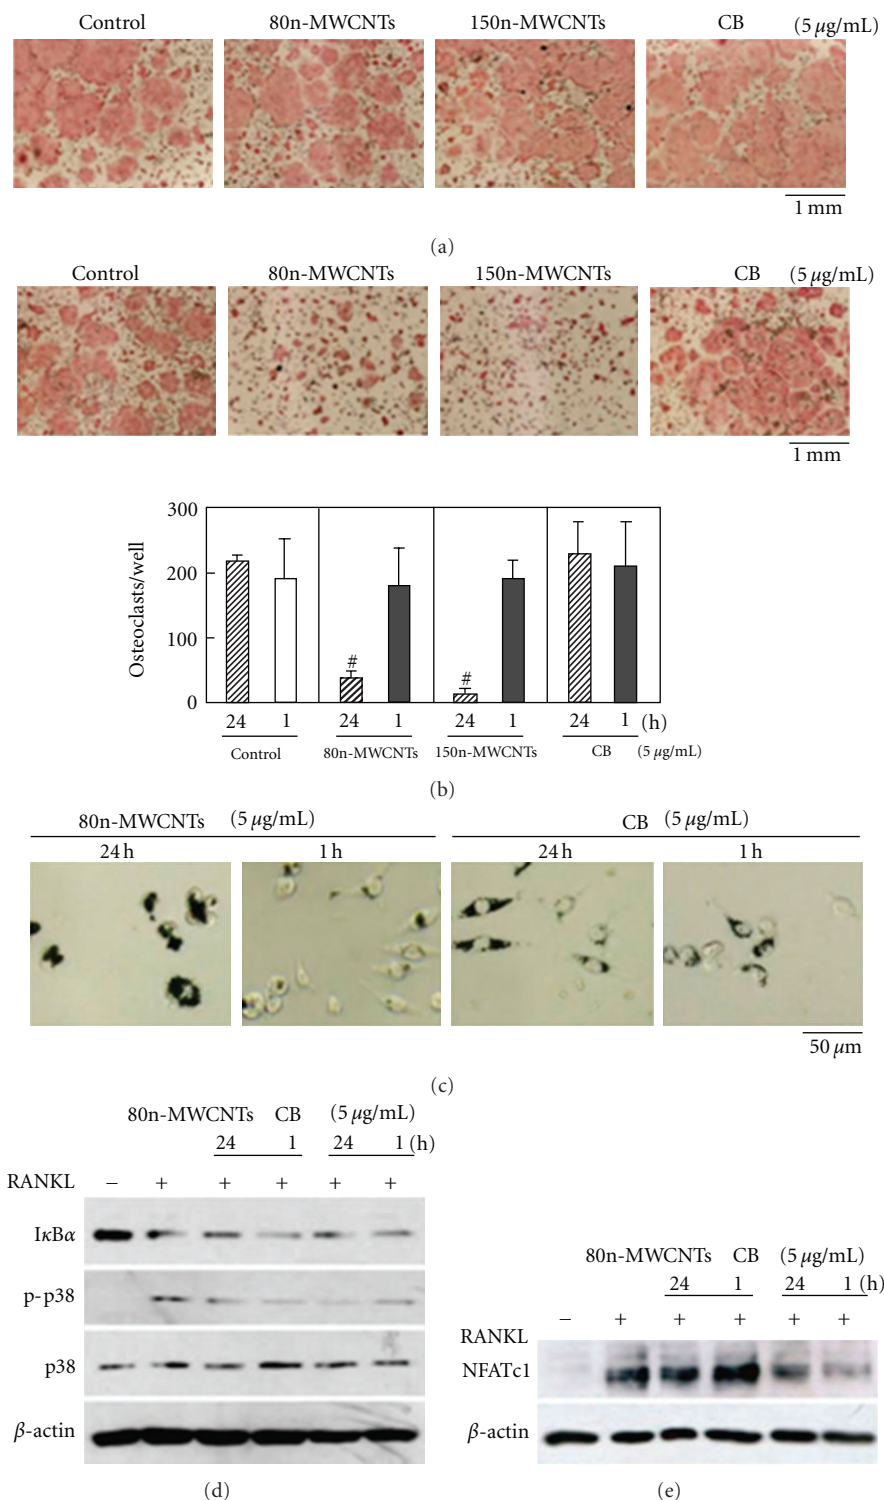 Control 80n-MWCNTs 150n-MWCNTs CB (5 μg/mL)
1 mm
(a)
Control 80n-MWCNTs 150n-MWCNTs CB (5 μg/mL)
1 mm
300
200
100
0
Osteoclasts/well
# #
24 1 24 1 24 1 24 1 (h)
Control 80n-MWCNTs 150n-MWCNTs CB (5 μg/mL)
(b)
80n-MWCNTs (5 μg/mL) CB (5 μg/mL)
24 h 1 h 24 h 1 h
50 μm
(c)
80n-MWCNTs CB (5 μg/mL)
24 1 24 1 (h)
RANKL − + + + + +
IκBα
p-p38
p38
β-actin
(d)
80n-MWCNTs CB (5 μg/mL)
24 1 24 1 (h)
− + + + + +
RANKL
NFATc1
β-actin
(e)